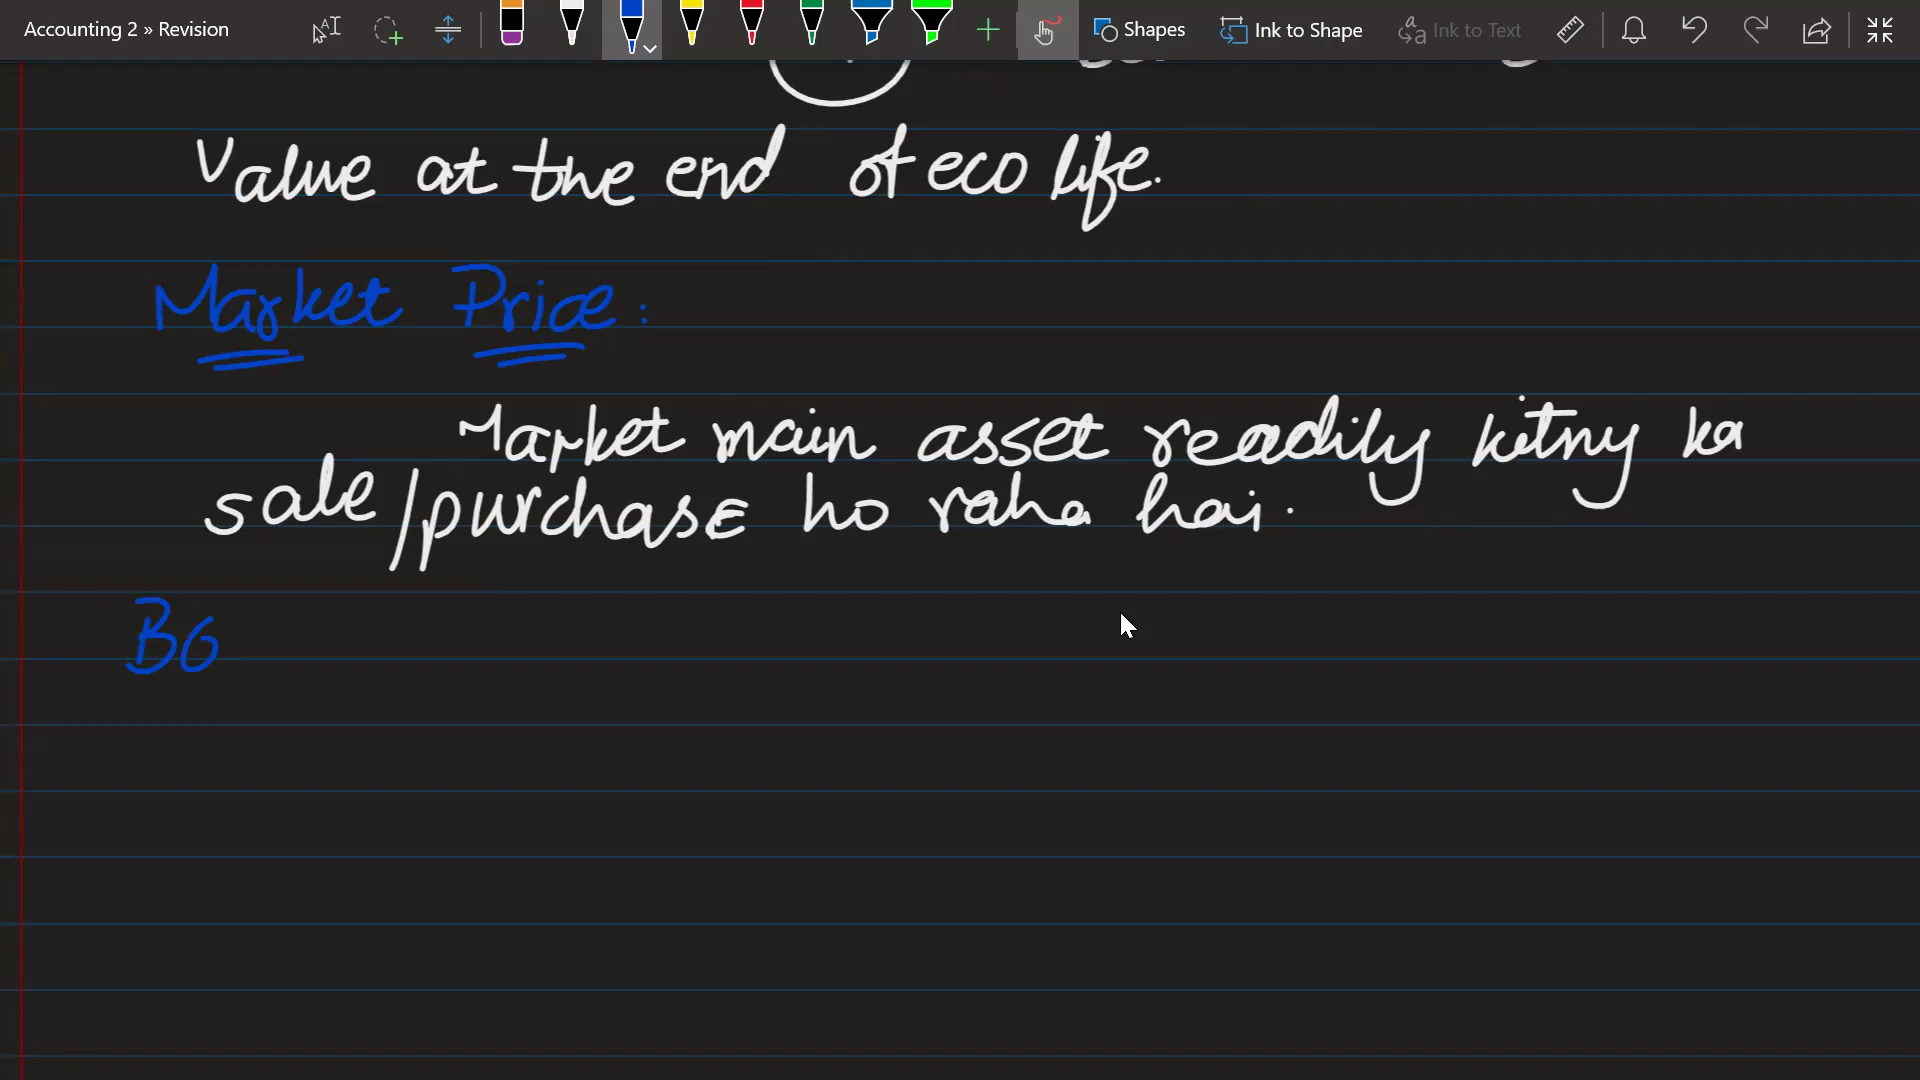 Accounting 2 » Revision
Shapes
Ink to Shape
Ink to Text
Value at the end of eco life.
Market Price:
Market main asset readily kitny ka
sale/purchase ho raha hai.
Bo